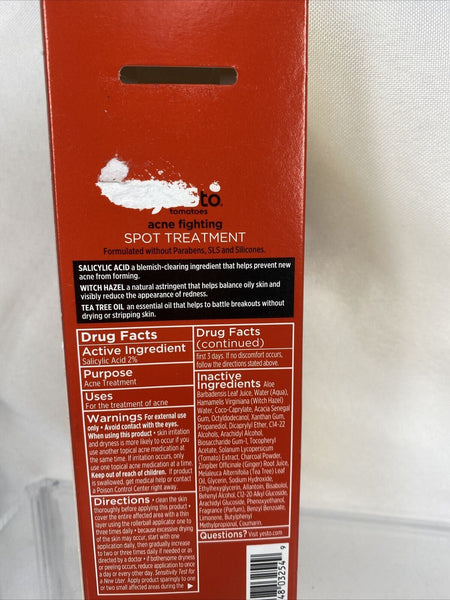 to.
tomatoes
acne fighting
SPOT TREATMENT
Formulated without Parabens, SLS and Silicones.
SALICYLIC ACID a blemish-clearing ingredient that helps prevent new
acne from forming.
WITCH HAZEL a natural astringent that helps balance oily skin and
visibly reduce the appearance of redness.
TEA TREE OIL an essential oil that helps to battle breakouts without
drying or stripping skin.
Drug Facts
Active Ingredient
Salicylic Acid 2%
Purpose
Acne Treatment
Uses
For the treatment of acne
Warnings For external use
only • Avoid contact with the eyes.
When using this product • skin irritation
and dryness is more likely to occur if you
use another topical acne medication at
the same time. If irritation occurs, only
use one topical acne medication at a time.
Keep out of reach of children. If product
is swallowed, get medical help or contact
a Poison Control Center right away.
Directions • clean the skin
thoroughly before applying this product •
cover the entire affected area with a thin
layer using the rollerball applicator one to
three times daily • because excessive drying
of the skin may occur, start with one
application daily, then gradually increase
to two or three times daily if needed or as
directed by a doctor • if bothersome dryness
or peeling occurs, reduce application to once
a day or every other day. Sensitivity Test for
a New User. Apply product sparingly to one
or two small affected areas during the ▶
Drug Facts
(continued)
first 3 days. If no discomfort occurs,
follow the directions stated above.
Inactive
Ingredients Aloe
Barbadensis Leaf Juice, Water (Aqua),
Hamamelis Virginiana (Witch Hazel)
Water, Coco-Caprylate, Acacia Senegal
Gum, Octyldodecanol, Xanthan Gum,
Propanediol, Dicaprylyl Ether, C14-22
Alcohols, Arachidyl Alcohol,
Biosaccharide Gum-1, Tocopheryl
Acetate, Solanum Lycopersicum
(Tomato) Extract, Charcoal Powder,
Zingiber Officinale (Ginger) Root Juice,
Melaleuca Alternifolia (Tea Tree) Leaf
Oil, Glycerin, Sodium Hydroxide,
Ethylhexylglycerin, Allantoin, Bisabolol,
Behenyl Alcohol, C12-20 Alkyl Glucoside,
Arachidyl Glucoside, Phenoxyethanol,
Fragrance (Parfum), Benzyl Benzoate,
Limonene, Butylphenyl
Methylpropional, Coumarin.
Questions? Visit yesto.com
48-03254 9